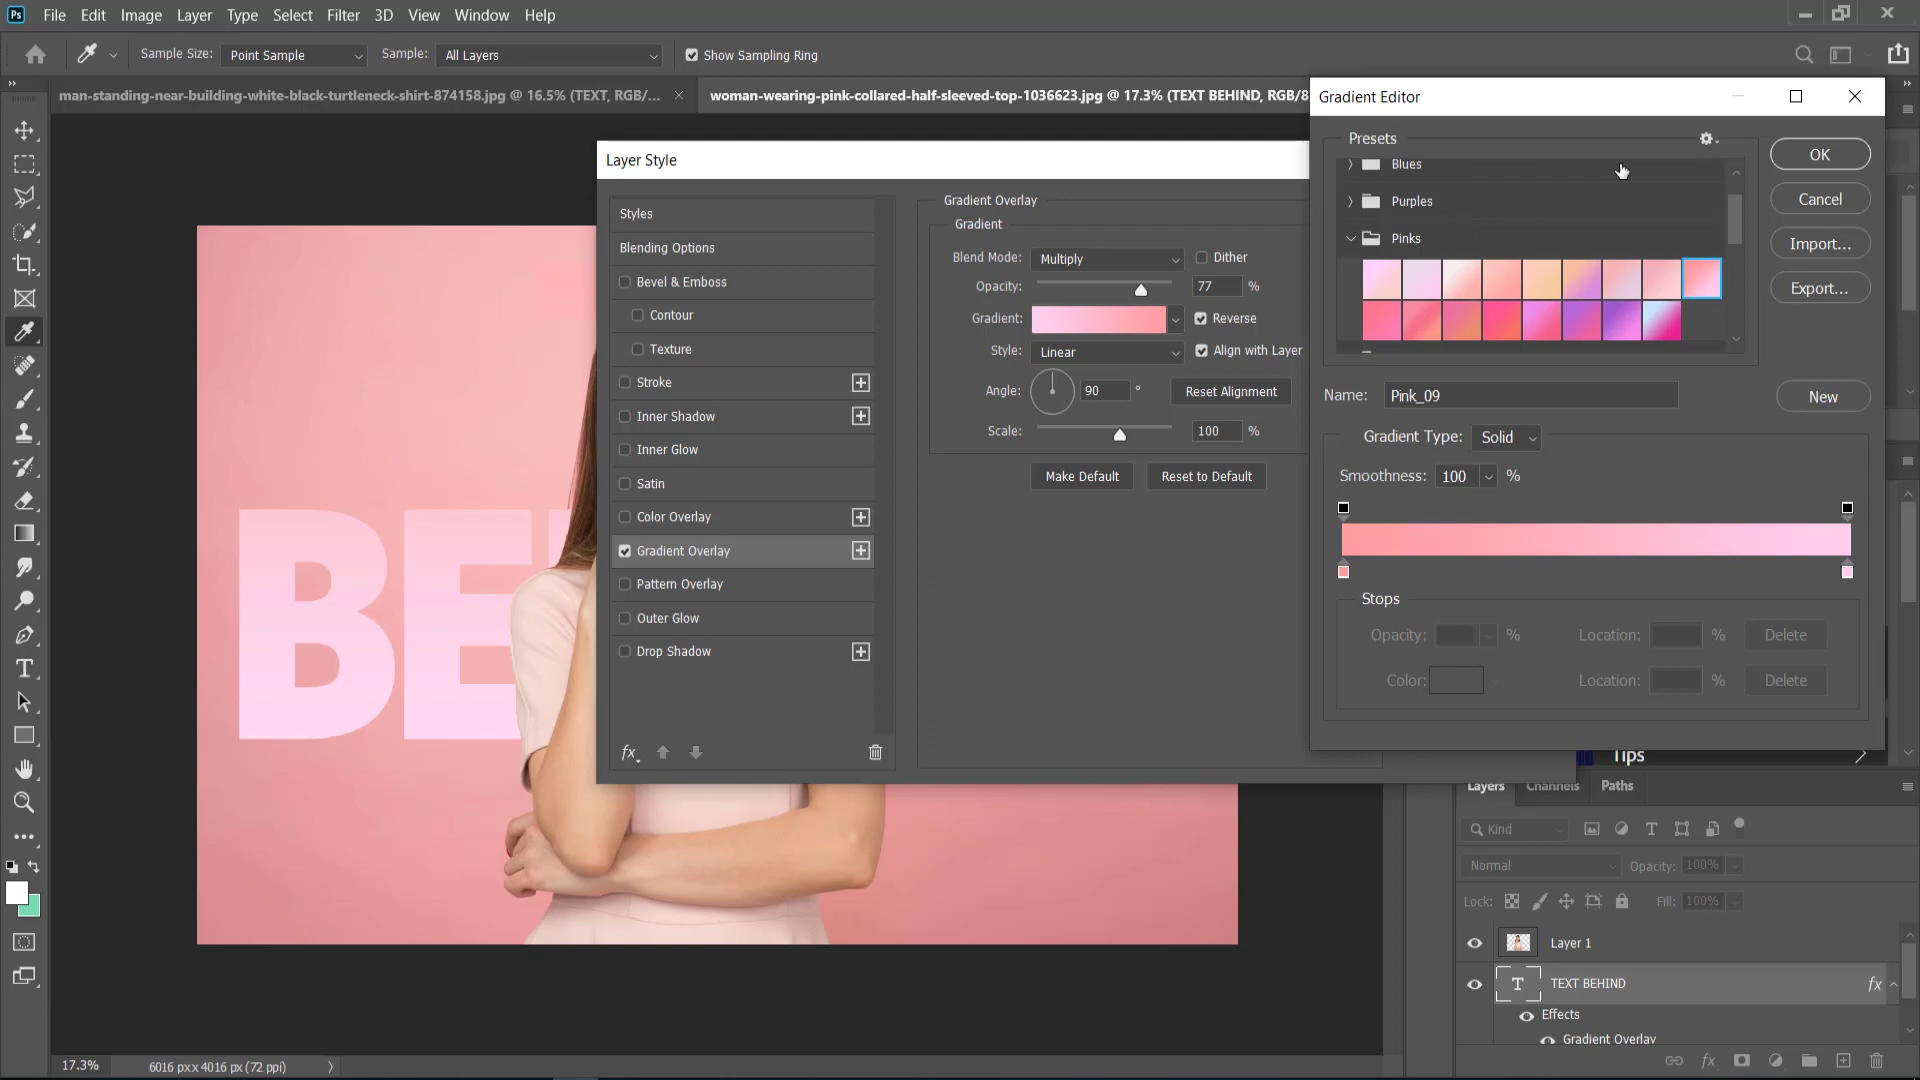 Ps File Edit Image Layer Type Select Filter 3D View Window Help
Sample Size: Point Sample Sample: All Layers Show Sampling Ring
man-standing-near-building-white-black-turtleneck-shirt-874158.jpg @ 16.5% (TEXT, RGB/... woman-wearing-pink-collared-half-sleeved-top-1036623.jpg @ 17.3% (TEXT BEHIND, RGB/8
BE
Layer Style
Styles
Blending Options
Bevel & Emboss
Contour
Texture
Stroke
Inner Shadow
Inner Glow
Satin
Color Overlay
Gradient Overlay
Pattern Overlay
Outer Glow
Drop Shadow
fx
Gradient Overlay
Gradient
Blend Mode: Multiply Dither
Opacity: 77 %
Gradient: Reverse
Style: Linear Align with Layer
Angle: 90 ° Reset Alignment
Scale: 100 %
Make Default Reset to Default
Gradient Editor
Presets
Blues
Purples
Pinks
OK
Cancel
Import...
Export...
Name: Pink_09 New
Gradient Type: Solid
Smoothness: 100 %
Stops
Opacity: % Location: % Delete
Color: Location: % Delete
Tips
Layers Channels Paths
Kind
Normal Opacity: 100%
Lock: Fill: 100%
Layer 1
T TEXT BEHIND fx
Effects
Gradient Overlay
fx
17.3% 6016 px x 4016 px (72 ppi)